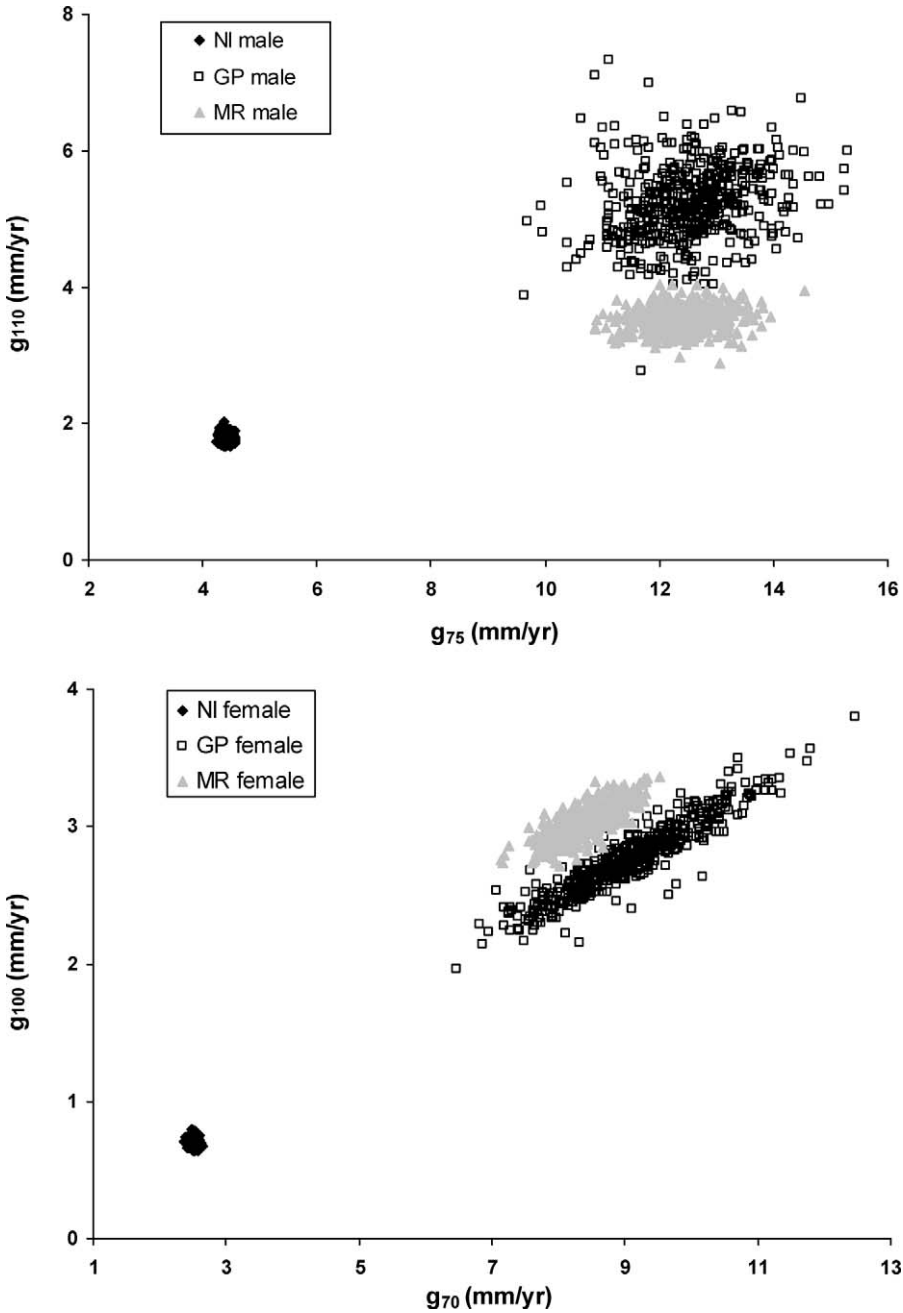 8
NI male
GP male
MR male
6
4
2
0
g110 (mm/yr)
2 4 6 8 10 12 14 16
g75 (mm/yr)
4
NI female
GP female
MR female
3
2
1
0
g100 (mm/yr)
1 3 5 7 9 11 13
g70 (mm/yr)